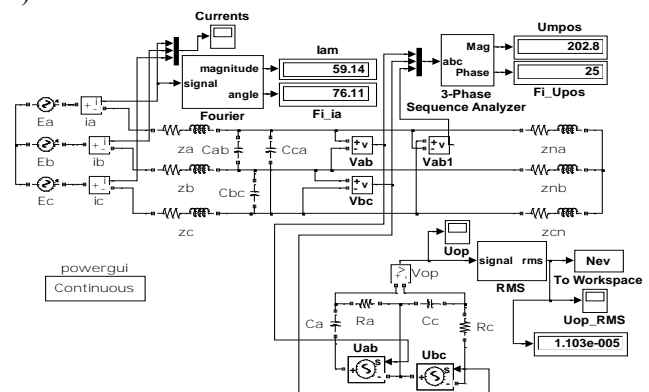 Currents
Umpos
Iam
magnitude
59.14
signal
angle
76.11
Fourier
Fi_ia
Mag
202.8
abc
Phase
25
3-Phase
Sequence Analyzer
Fi_Upos
Ea
ia
Eb
ib
Ec
ic
za
Cab
Cca
Vab
Vab1
zna
zb
Cbc
Vbc
znb
zc
zcn
powergui
Continuous
Uop
Vop
signal rms
RMS
Nev
To Workspace
Uop_RMS
1.103e-005
Ca
Ra
Cc
Rc
Uab
Ubc